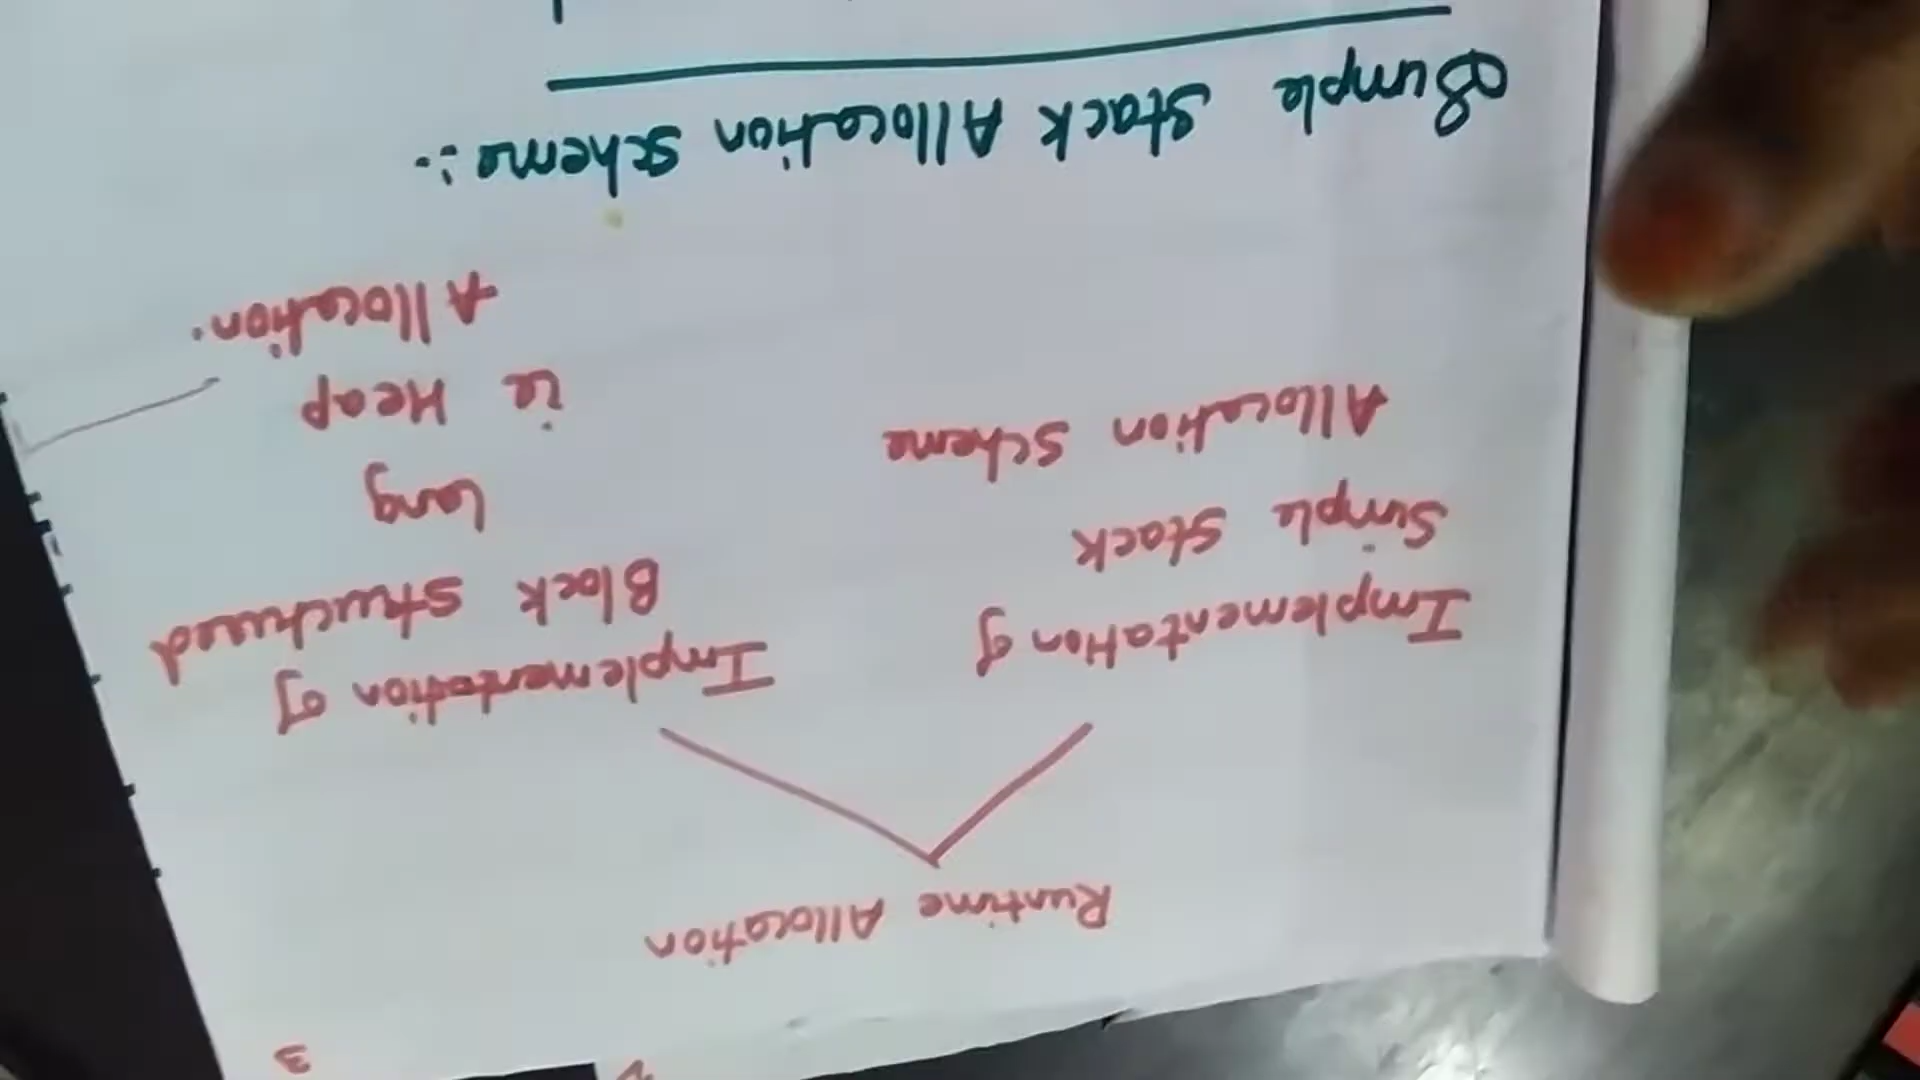 3
Runtime Allocation
Implementation of
Simple Stack
Allocation Scheme
Implementation of
Block Structured
Lang
ie Heap
Allocation.
Simple Stack Allocation Scheme :-